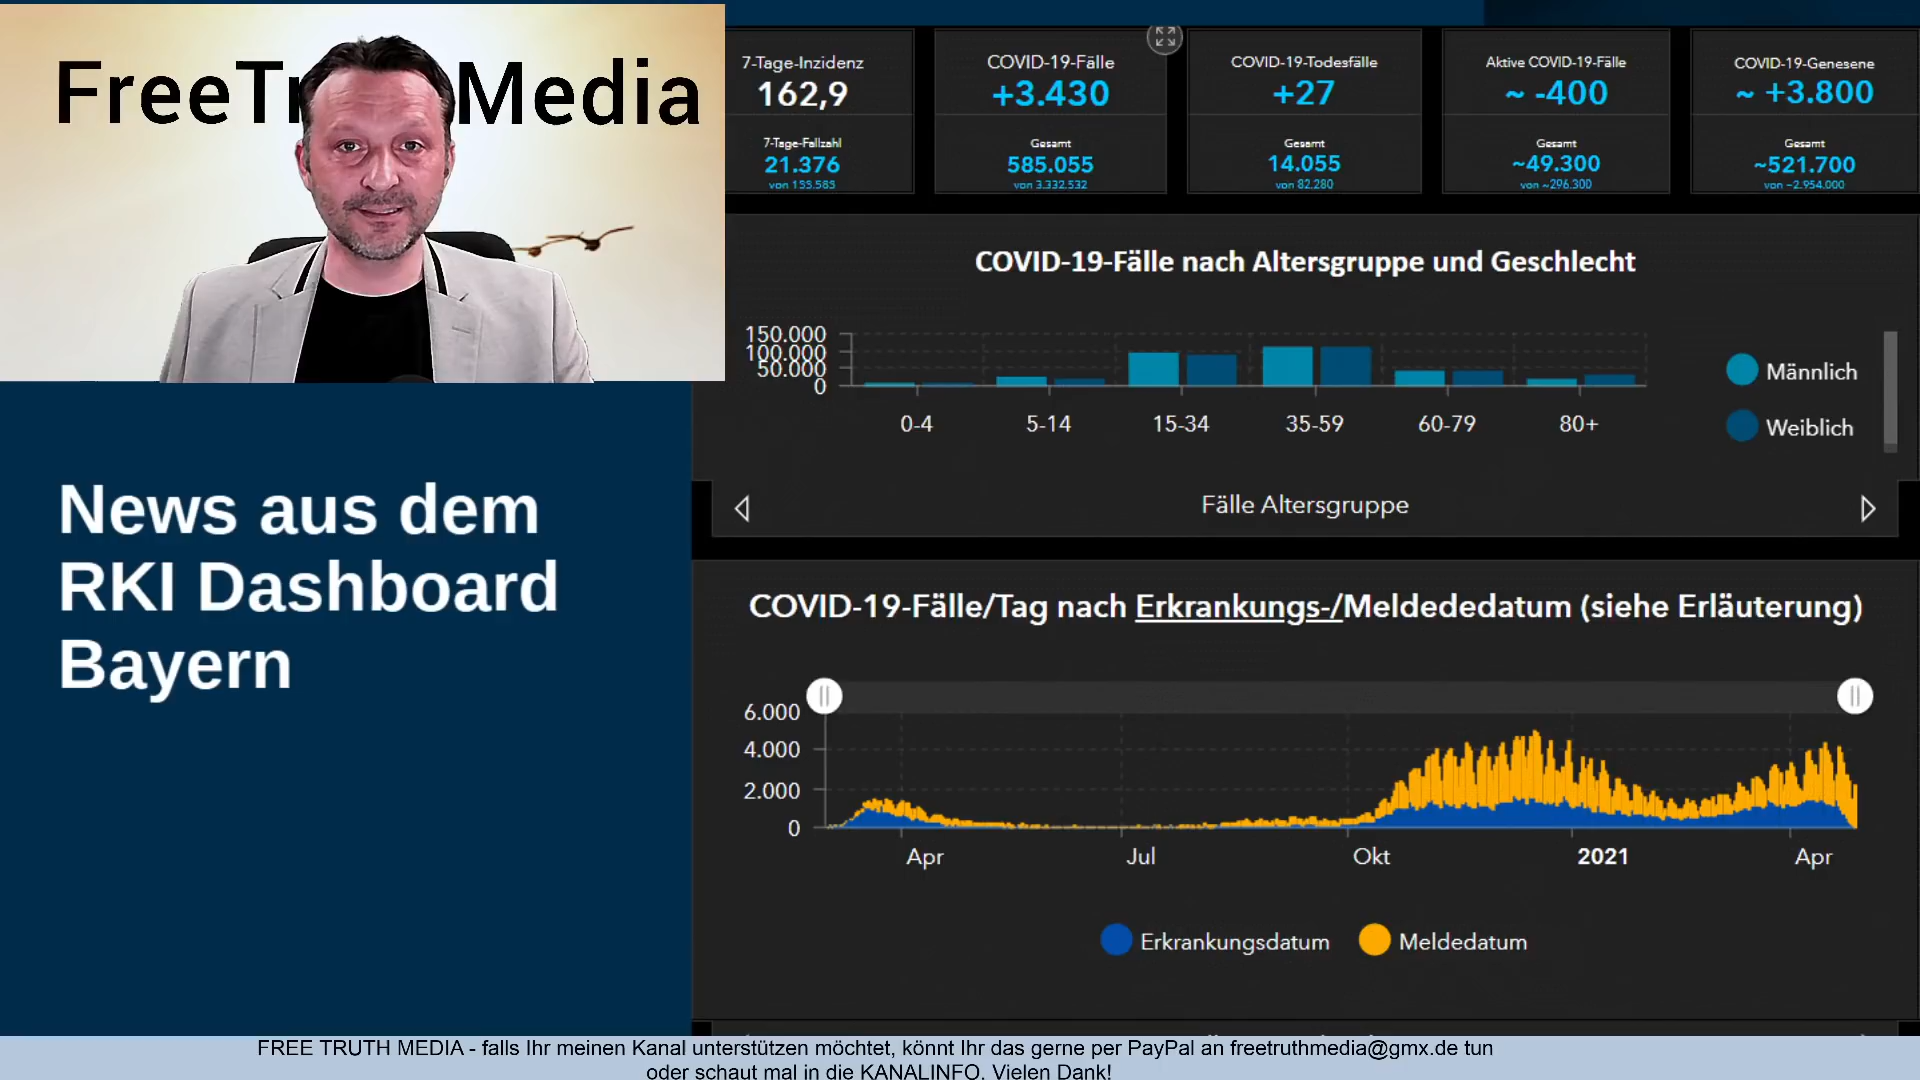 FreeTr Media
7-Tage-Inzidenz
162,9
7-Tage-Fallzahl
21.376
von 135.585
COVID-19-Fälle
+3.430
Gesamt
585.055
von 3.332.532
COVID-19-Todesfälle
+27
Gesamt
14.055
von 82.280
Aktive COVID-19-Fälle
~ -400
Gesamt
~49.300
von ~296.300
COVID-19-Genesene
~ +3.800
Gesamt
~521.700
von ~2.954.000
COVID-19-Fälle nach Altersgruppe und Geschlecht
150.000
100.000
50.000
0
0-4 5-14 15-34 35-59 60-79 80+
Männlich
Weiblich
Fälle Altersgruppe
News aus dem
RKI Dashboard
Bayern
COVID-19-Fälle/Tag nach Erkrankungs-/Meldededatum (siehe Erläuterung)
6.000
4.000
2.000
0
Apr Jul Okt 2021 Apr
Erkrankungsdatum Meldedatum
FREE TRUTH MEDIA - falls Ihr meinen Kanal unterstützen möchtet, könnt Ihr das gerne per PayPal an freetruthmedia@gmx.de tun
oder schaut mal in die KANALINFO. Vielen Dank!